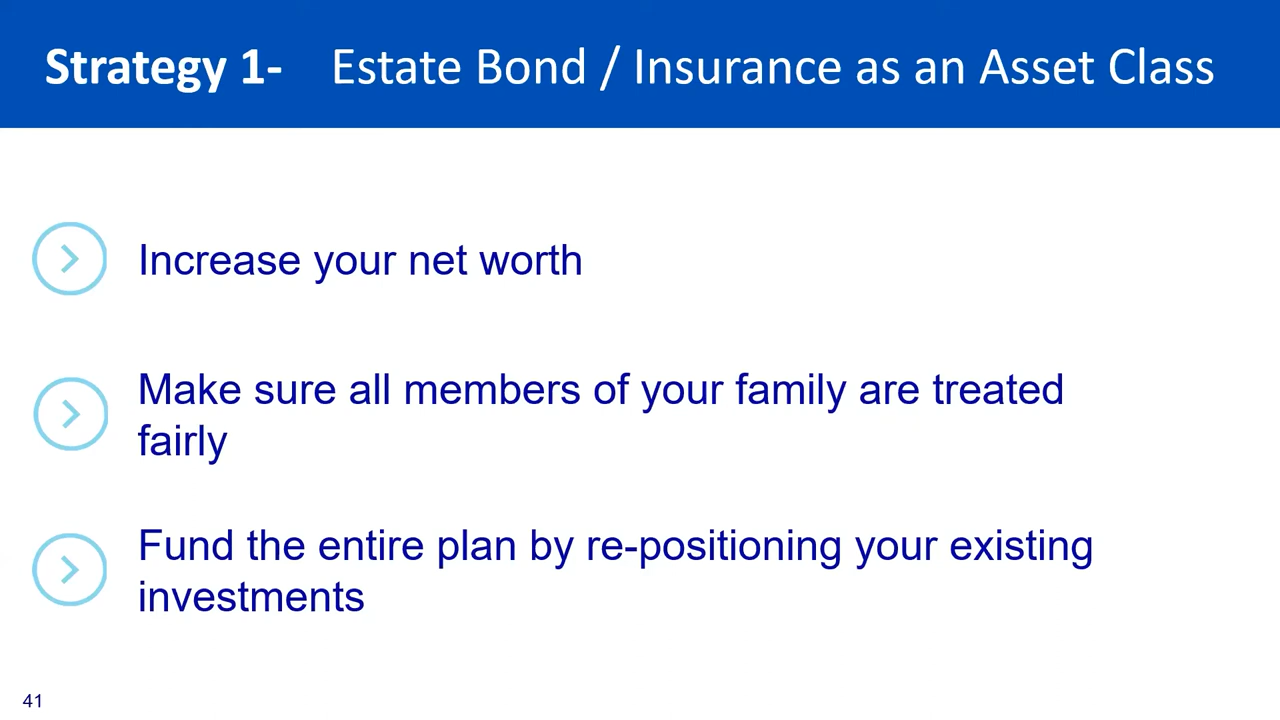 Strategy 1- Estate Bond / Insurance as an Asset Class
Increase your net worth
Make sure all members of your family are treated
fairly
Fund the entire plan by re-positioning your existing
investments
41